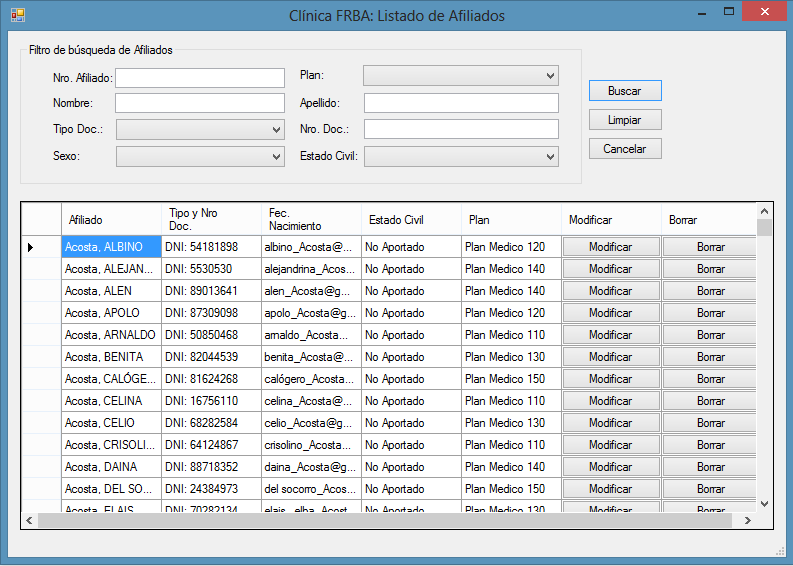 Clínica FRBA: Listado de Afiliados
Filtro de búsqueda de Afiliados
Nro. Afiliado: Plan:
Nombre: Apellido:
Tipo Doc.: Nro. Doc.:
Sexo: Estado Civil:
Buscar
Limpiar
Cancelar
Afiliado Tipo y Nro Doc. Fec. Nacimiento Estado Civil Plan Modificar Borrar
Acosta, ALBINO DNI: 54181898 albino_Acosta@... No Aportado Plan Medico 120 Modificar Borrar
Acosta, ALEJAN... DNI: 5530530 alejandrina_Acos... No Aportado Plan Medico 140 Modificar Borrar
Acosta, ALEN DNI: 89013641 alen_Acosta@g... No Aportado Plan Medico 140 Modificar Borrar
Acosta, APOLO DNI: 87309098 apolo_Acosta@g... No Aportado Plan Medico 120 Modificar Borrar
Acosta, ARNALDO DNI: 50850468 arnaldo_Acosta... No Aportado Plan Medico 110 Modificar Borrar
Acosta, BENITA DNI: 82044539 benita_Acosta@... No Aportado Plan Medico 130 Modificar Borrar
Acosta, CALÓGE... DNI: 81624268 calógero_Acosta... No Aportado Plan Medico 150 Modificar Borrar
Acosta, CELINA DNI: 16756110 celina_Acosta@... No Aportado Plan Medico 110 Modificar Borrar
Acosta, CELIO DNI: 68282584 celio_Acosta@g... No Aportado Plan Medico 130 Modificar Borrar
Acosta, CRISOLI... DNI: 64124867 crisolino_Acosta... No Aportado Plan Medico 110 Modificar Borrar
Acosta, DAINA DNI: 88718352 daina_Acosta@g... No Aportado Plan Medico 140 Modificar Borrar
Acosta, DEL SO... DNI: 24384973 del socorro_Acos... No Aportado Plan Medico 150 Modificar Borrar
Acosta, ELAIS DNI: 70282134 elais_elba_Acost... No Aportado Plan Medico 130 Modificar Borrar